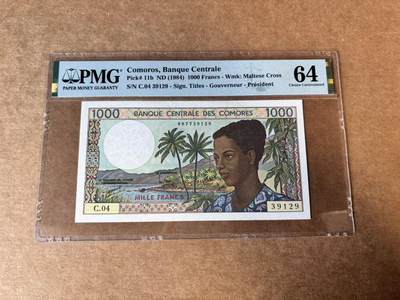 PMG
PAPER MONEY GUARANTY
Comoros, Banque Centrale
Pick# 11b ND (1984) 1000 Francs - Wmk: Maltese Cross
S/N C.04 39129 - Sign. Titles - Gouverneur - Président
64
Choice Uncirculated
1000 BANQUE CENTRALE DES COMORES 1000
007739129
MILLE FRANCS
C.04
39129